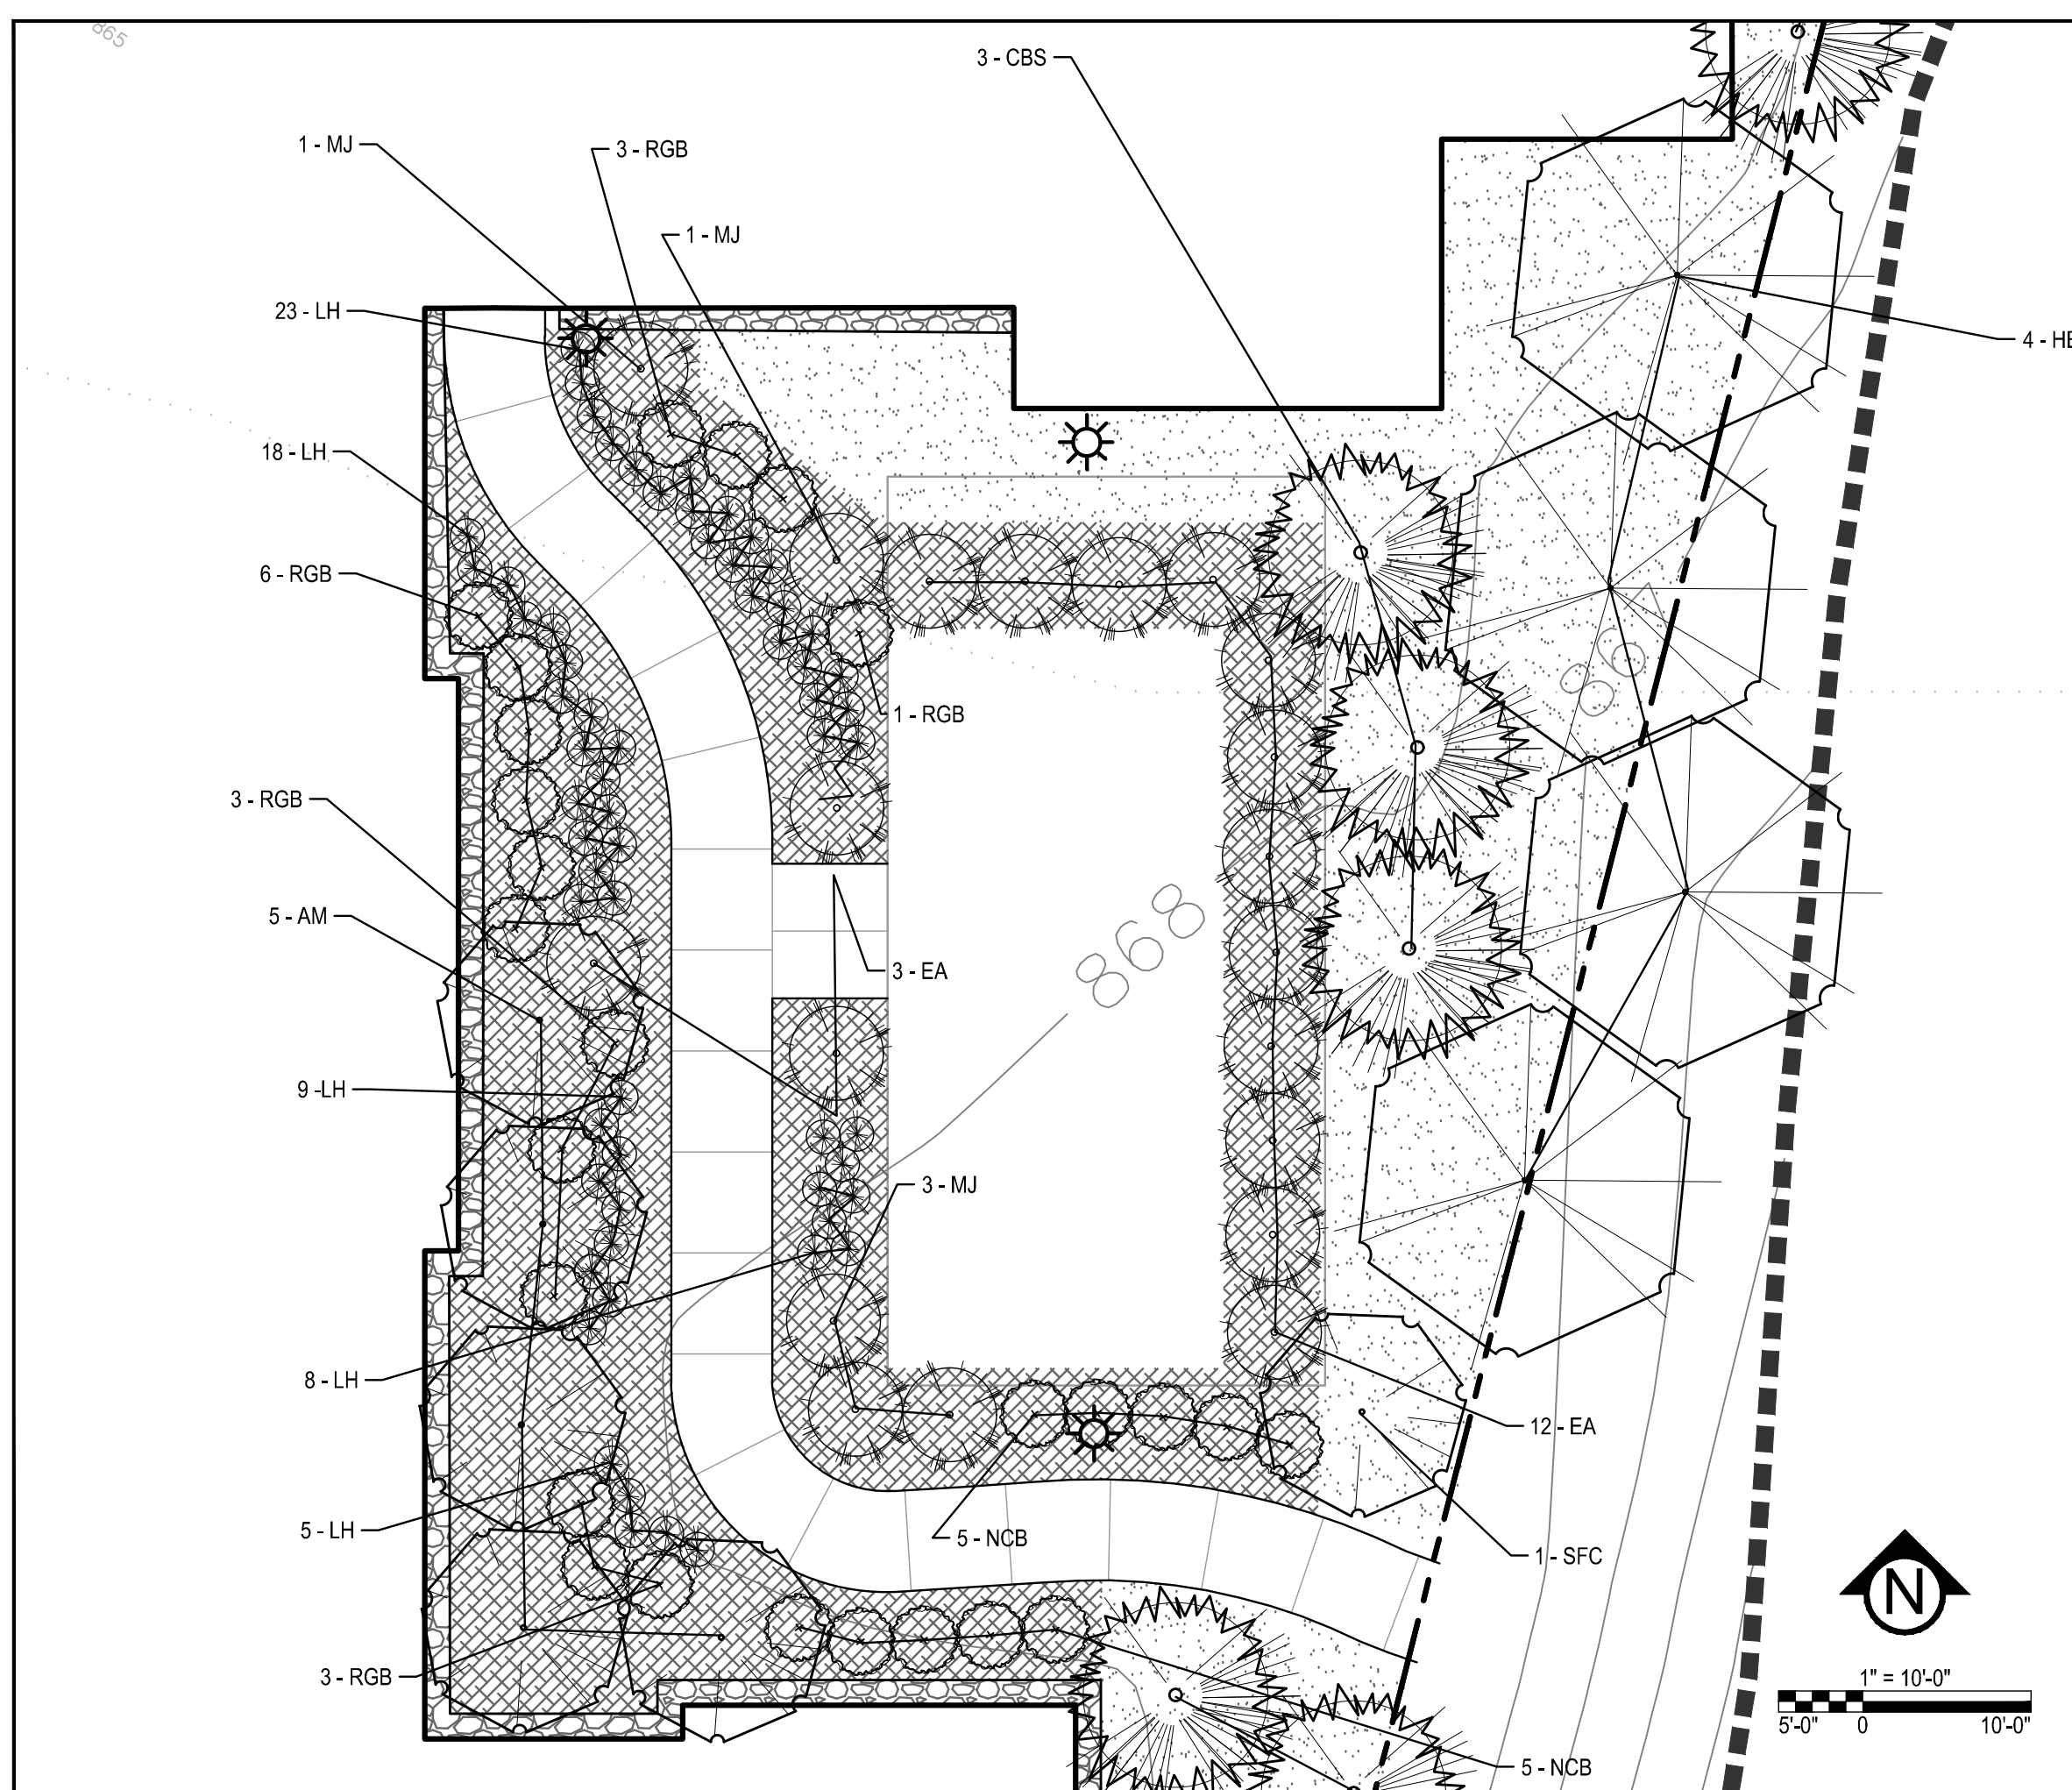 865
3 - CBS
1 - MJ
3 - RGB
1 - MJ
23 - LH
4 - HE
18 - LH
6 - RGB
860
1 - RGB
3 - RGB
868
5 - AM
3 - EA
9 -LH
3 - MJ
8 - LH
12 - EA
5 - LH
5 - NCB
1 - SFC
N
3 - RGB
1" = 10'-0"
5'-0" 0 10'-0"
5 - NCB